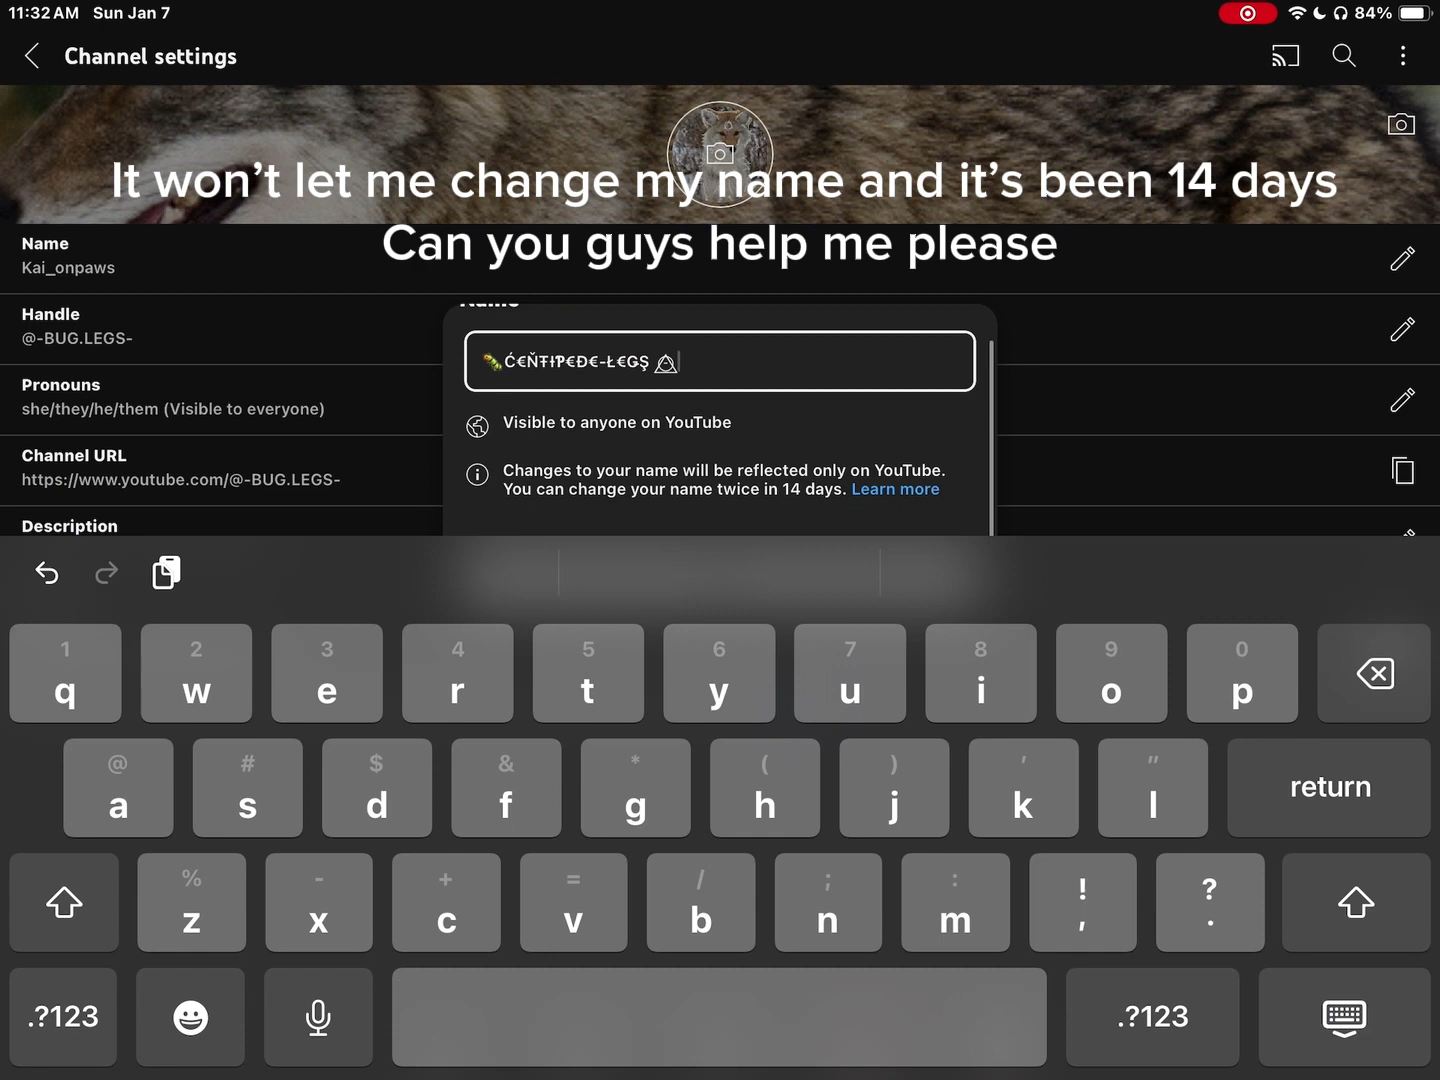 11:32 AM Sun Jan 7
84%
Channel settings
It won't let me change my name and it's been 14 days
Can you guys help me please
Name
Kai_onpaws
Handle
@-BUG.LEGS-
Pronouns
she/they/he/them (Visible to everyone)
Channel URL
https://www.youtube.com/@-BUG.LEGS-
Description
Name
🐛Ć€ŇŦƗⱣ€Đ€-Ł€ǤŞ
Visible to anyone on YouTube
Changes to your name will be reflected only on YouTube.
You can change your name twice in 14 days. Learn more
1 2 3 4 5 6 7 8 9 0
q w e r t y u i o p
@ # $ & * ( ) ' "
a s d f g h j k l return
% - + = / ; : ! ?
z x c v b n m , .
.?123 .?123